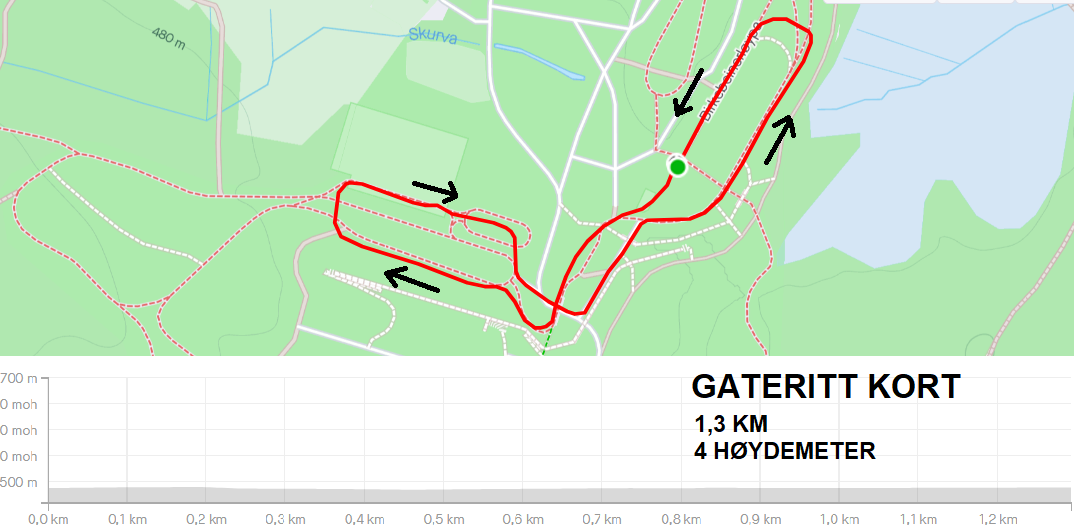 480 m
Skurva
Birkebeinerløype
GATERITT KORT
1,3 KM
4 HØYDEMETER
700 m
0 moh
0 moh
0 moh
500 m
0,0 km 0,1 km 0,2 km 0,3 km 0,4 km 0,5 km 0,6 km 0,7 km 0,8 km 0,9 km 1,0 km 1,1 km 1,2 km